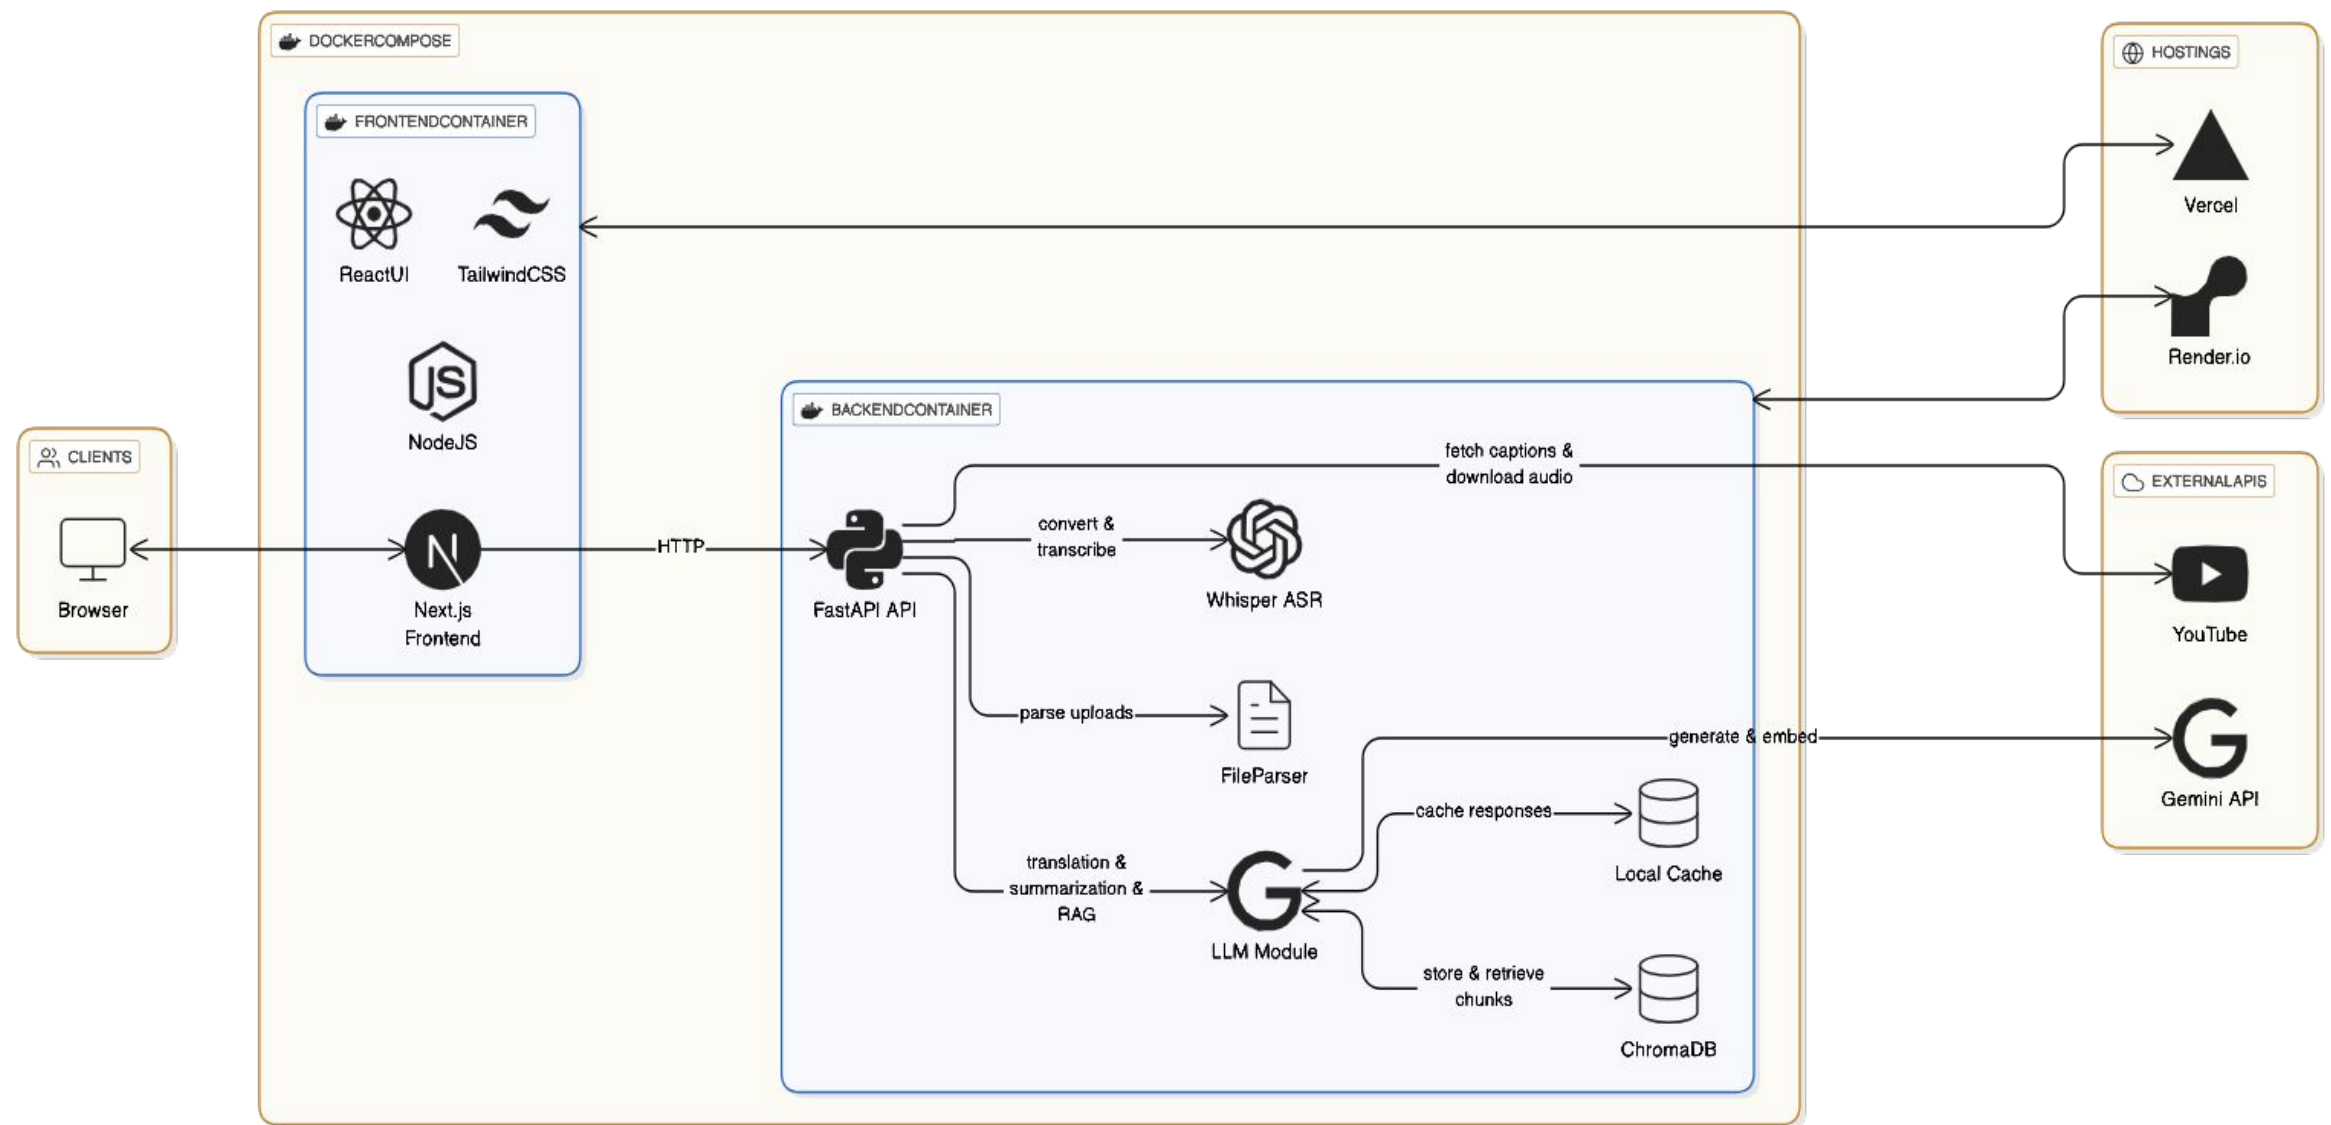 DOCKERCOMPOSE
HOSTINGS
FRONTENDCONTAINER
ReactUI
TailwindCSS
Vercel
Render.io
NodeJS
BACKENDCONTAINER
CLIENTS
Browser
Next.js
Frontend
HTTP
FastAPI API
fetch captions &
download audio
convert &
transcribe
Whisper ASR
EXTERNALAPIS
YouTube
parse uploads
FileParser
generate & embed
Gemini API
cache responses
Local Cache
translation &
summarization &
RAG
LLM Module
store & retrieve
chunks
ChromaDB
JS
N